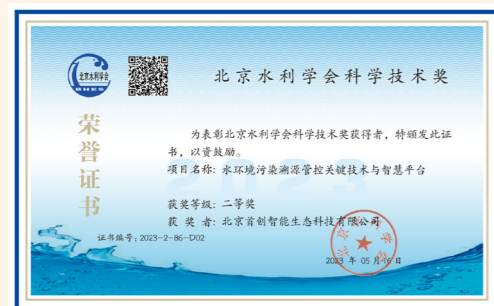 北京水利学会
BHES
北京水利学会科学技术奖
荣誉证书
为表彰北京水利学会科学技术奖获得者，特颁发此证
书，以资鼓励。
2023
项目名称：水环境污染溯源管控关键技术与智慧平台
获奖等级：二等奖
获 奖 者：北京首创智能生态科技有限公司
证书编号：2023-2-86-D02
2023 年 05 月 16 日